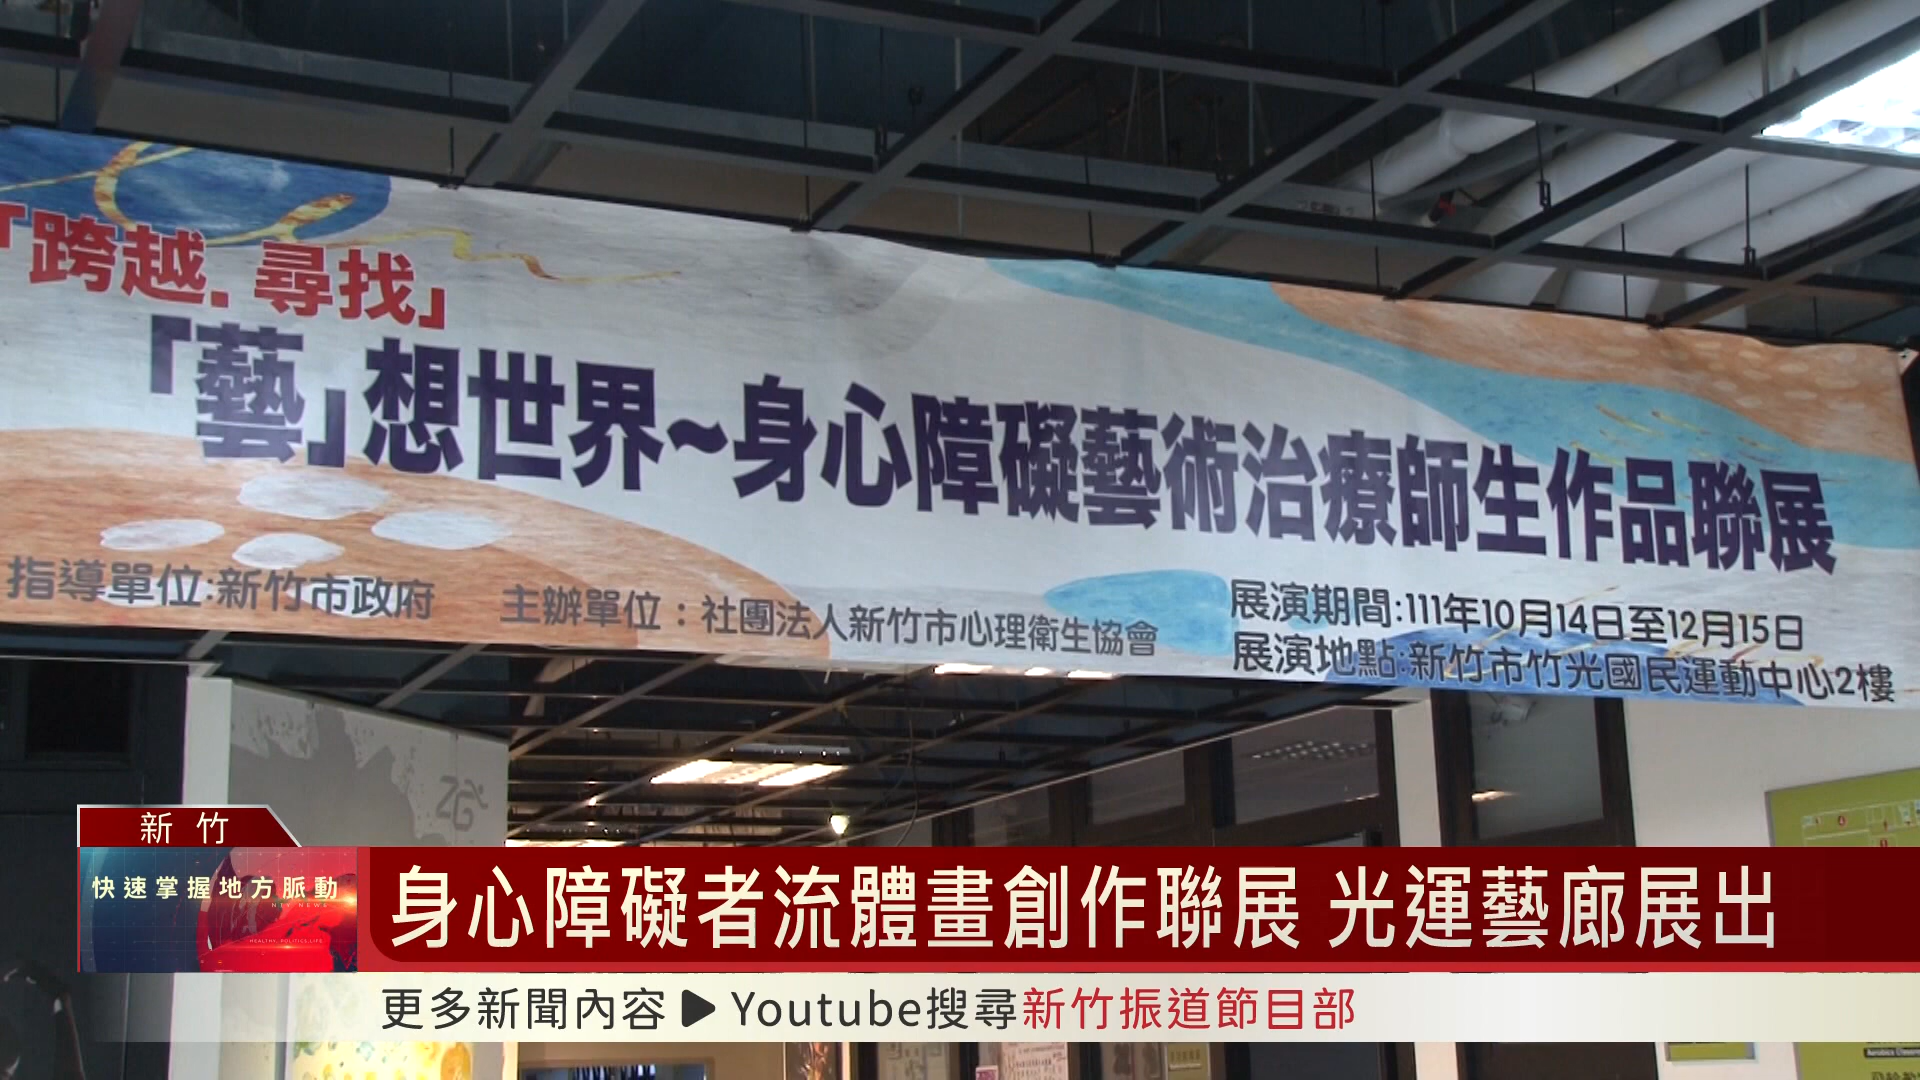 「跨越.尋找」
「藝」想世界~身心障礙藝術治療師生作品聯展
指導單位:新竹市政府 主辦單位：社團法人新竹市心理衛生協會
展演期間:111年10月14日至12月15日
展演地點:新竹市竹光國民運動中心2樓
新竹
快速掌握地方脈動
HEALTHY, POLITICS, LIFE
身心障礙者流體畫創作聯展 光運藝廊展出
更多新聞內容▶Youtube搜尋新竹振道節目部